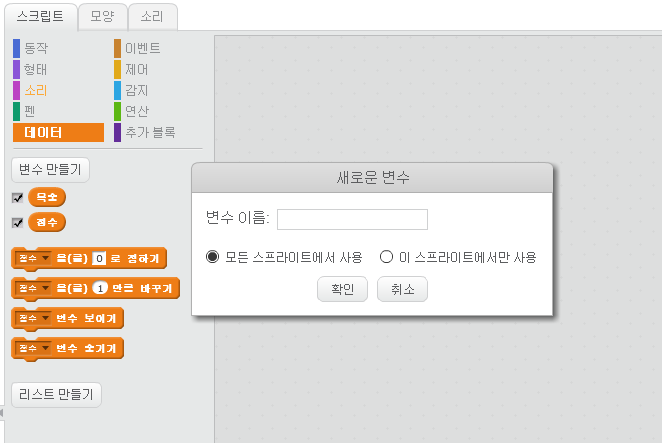 스크립트 모양 소리
동작 이벤트
형태 제어
소리 감지
펜 연산
데이터 추가 블록
변수 만들기
목숨
점수
점수 을(를) 0 로 정하기
점수 을(를) 1 만큼 바꾸기
점수 변수 보이기
점수 변수 숨기기
리스트 만들기
새로운 변수
변수 이름:
모든 스프라이트에서 사용 이 스프라이트에서만 사용
확인 취소